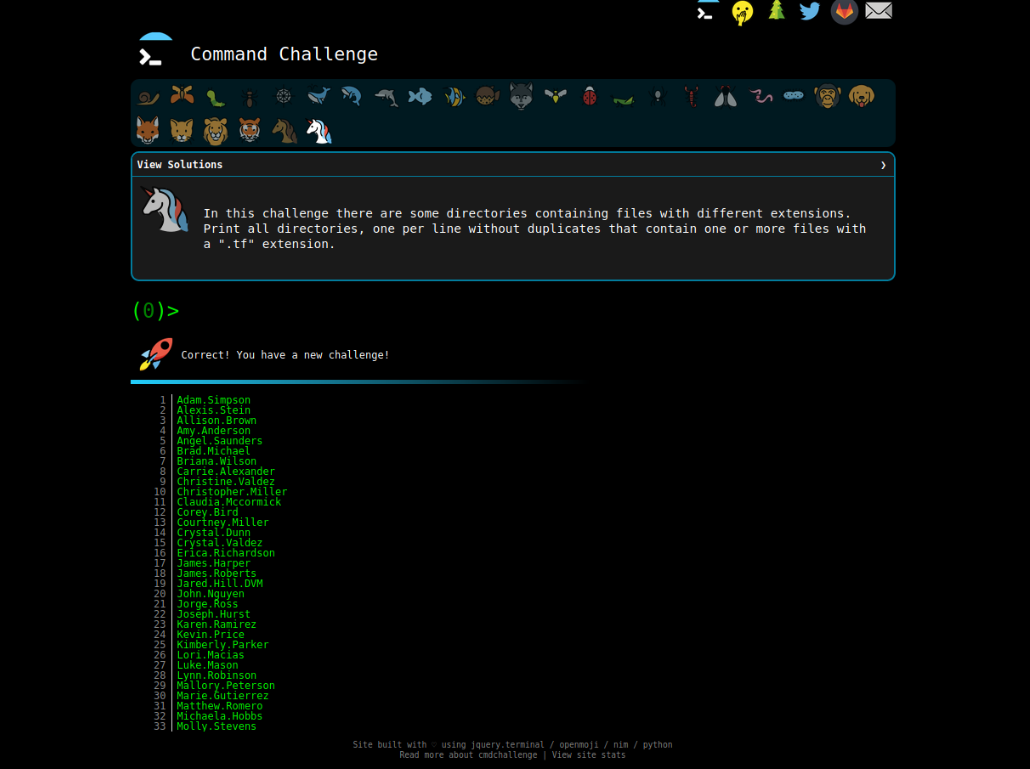 Command Challenge
View Solutions ❯
In this challenge there are some directories containing files with different extensions.
Print all directories, one per line without duplicates that contain one or more files with
a ".tf" extension.
(0)>
Correct! You have a new challenge!
1 Adam.Simpson
2 Alexis.Stein
3 Allison.Brown
4 Amy.Anderson
5 Angel.Saunders
6 Brad.Michael
7 Briana.Wilson
8 Carrie.Alexander
9 Christine.Valdez
10 Christopher.Miller
11 Claudia.Mccormick
12 Corey.Bird
13 Courtney.Miller
14 Crystal.Dunn
15 Crystal.Valdez
16 Erica.Richardson
17 James.Harper
18 James.Roberts
19 Jared.Hill.DVM
20 John.Nguyen
21 Jorge.Ross
22 Joseph.Hurst
23 Karen.Ramirez
24 Kevin.Price
25 Kimberly.Parker
26 Lori.Macias
27 Luke.Mason
28 Lynn.Robinson
29 Mallory.Peterson
30 Marie.Gutierrez
31 Matthew.Romero
32 Michaela.Hobbs
33 Molly.Stevens
Site built with ♡ using jquery.terminal / openmoji / nim / python
Read more about cmdchallenge | View site stats